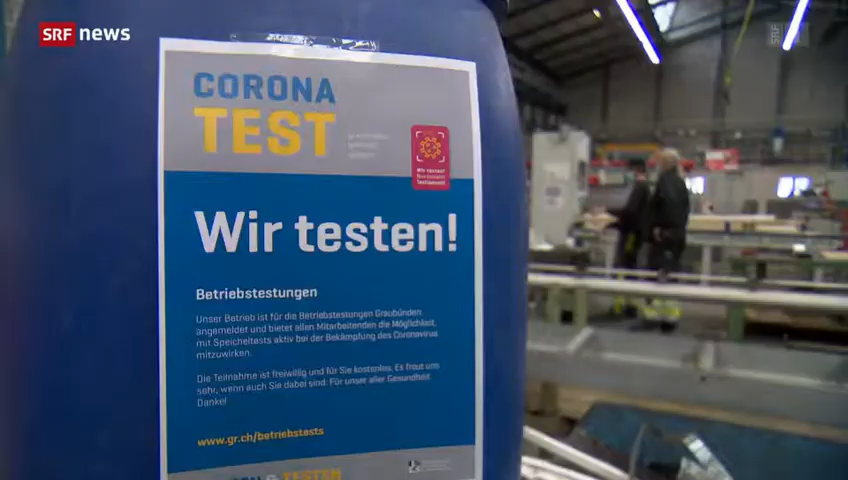 SRF news
SRF
CORONA
TEST
Wir testen!
Betriebstestungen
Unser Betrieb ist für die Betriebstestungen Graubünden
angemeldet und bietet allen Mitarbeitenden die Möglichkeit,
mit Speicheltests aktiv bei der Bekämpfung des Coronavirus
mitzuwirken.
Die Teilnahme ist freiwillig und für Sie kostenlos. Es freut uns
sehr, wenn auch Sie dabei sind. Für unser aller Gesundheit.
Danke!
www.gr.ch/betriebstests
TESTEN